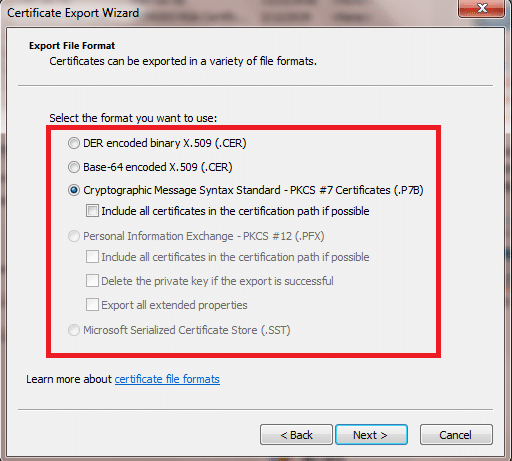 Certificate Export Wizard
Export File Format
Certificates can be exported in a variety of file formats.
Select the format you want to use:
DER encoded binary X.509 (.CER)
Base-64 encoded X.509 (.CER)
Cryptographic Message Syntax Standard - PKCS #7 Certificates (.P7B)
Include all certificates in the certification path if possible
Personal Information Exchange - PKCS #12 (.PFX)
Include all certificates in the certification path if possible
Delete the private key if the export is successful
Export all extended properties
Microsoft Serialized Certificate Store (.SST)
Learn more about certificate file formats
< Back Next > Cancel